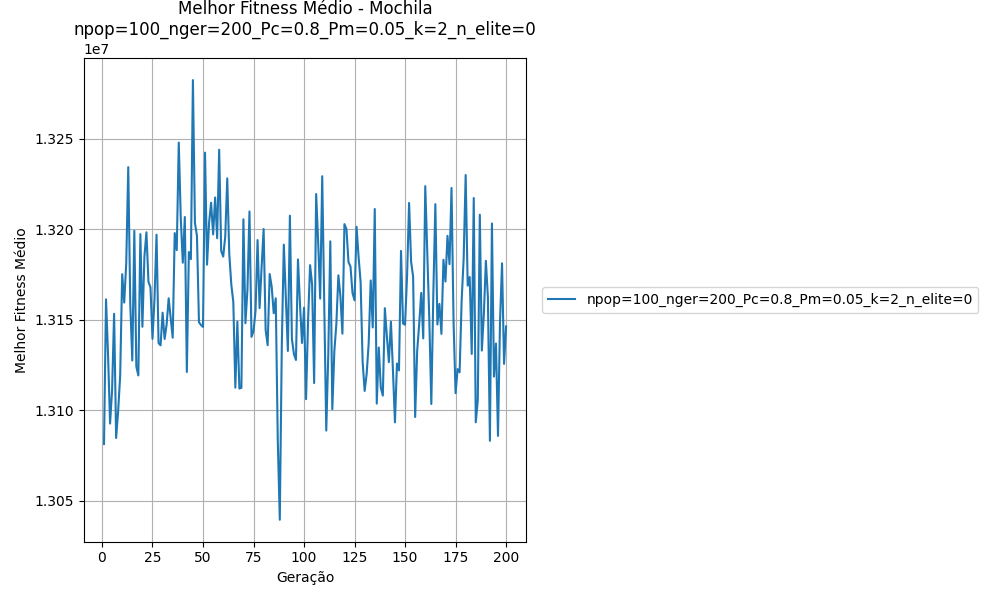 Melhor Fitness Médio - Mochila
npop=100_nger=200_Pc=0.8_Pm=0.05_k=2_n_elite=0
1e7
1.325
1.320
1.315
1.310
1.305
Melhor Fitness Médio
0 25 50 75 100 125 150 175 200
Geração
npop=100_nger=200_Pc=0.8_Pm=0.05_k=2_n_elite=0